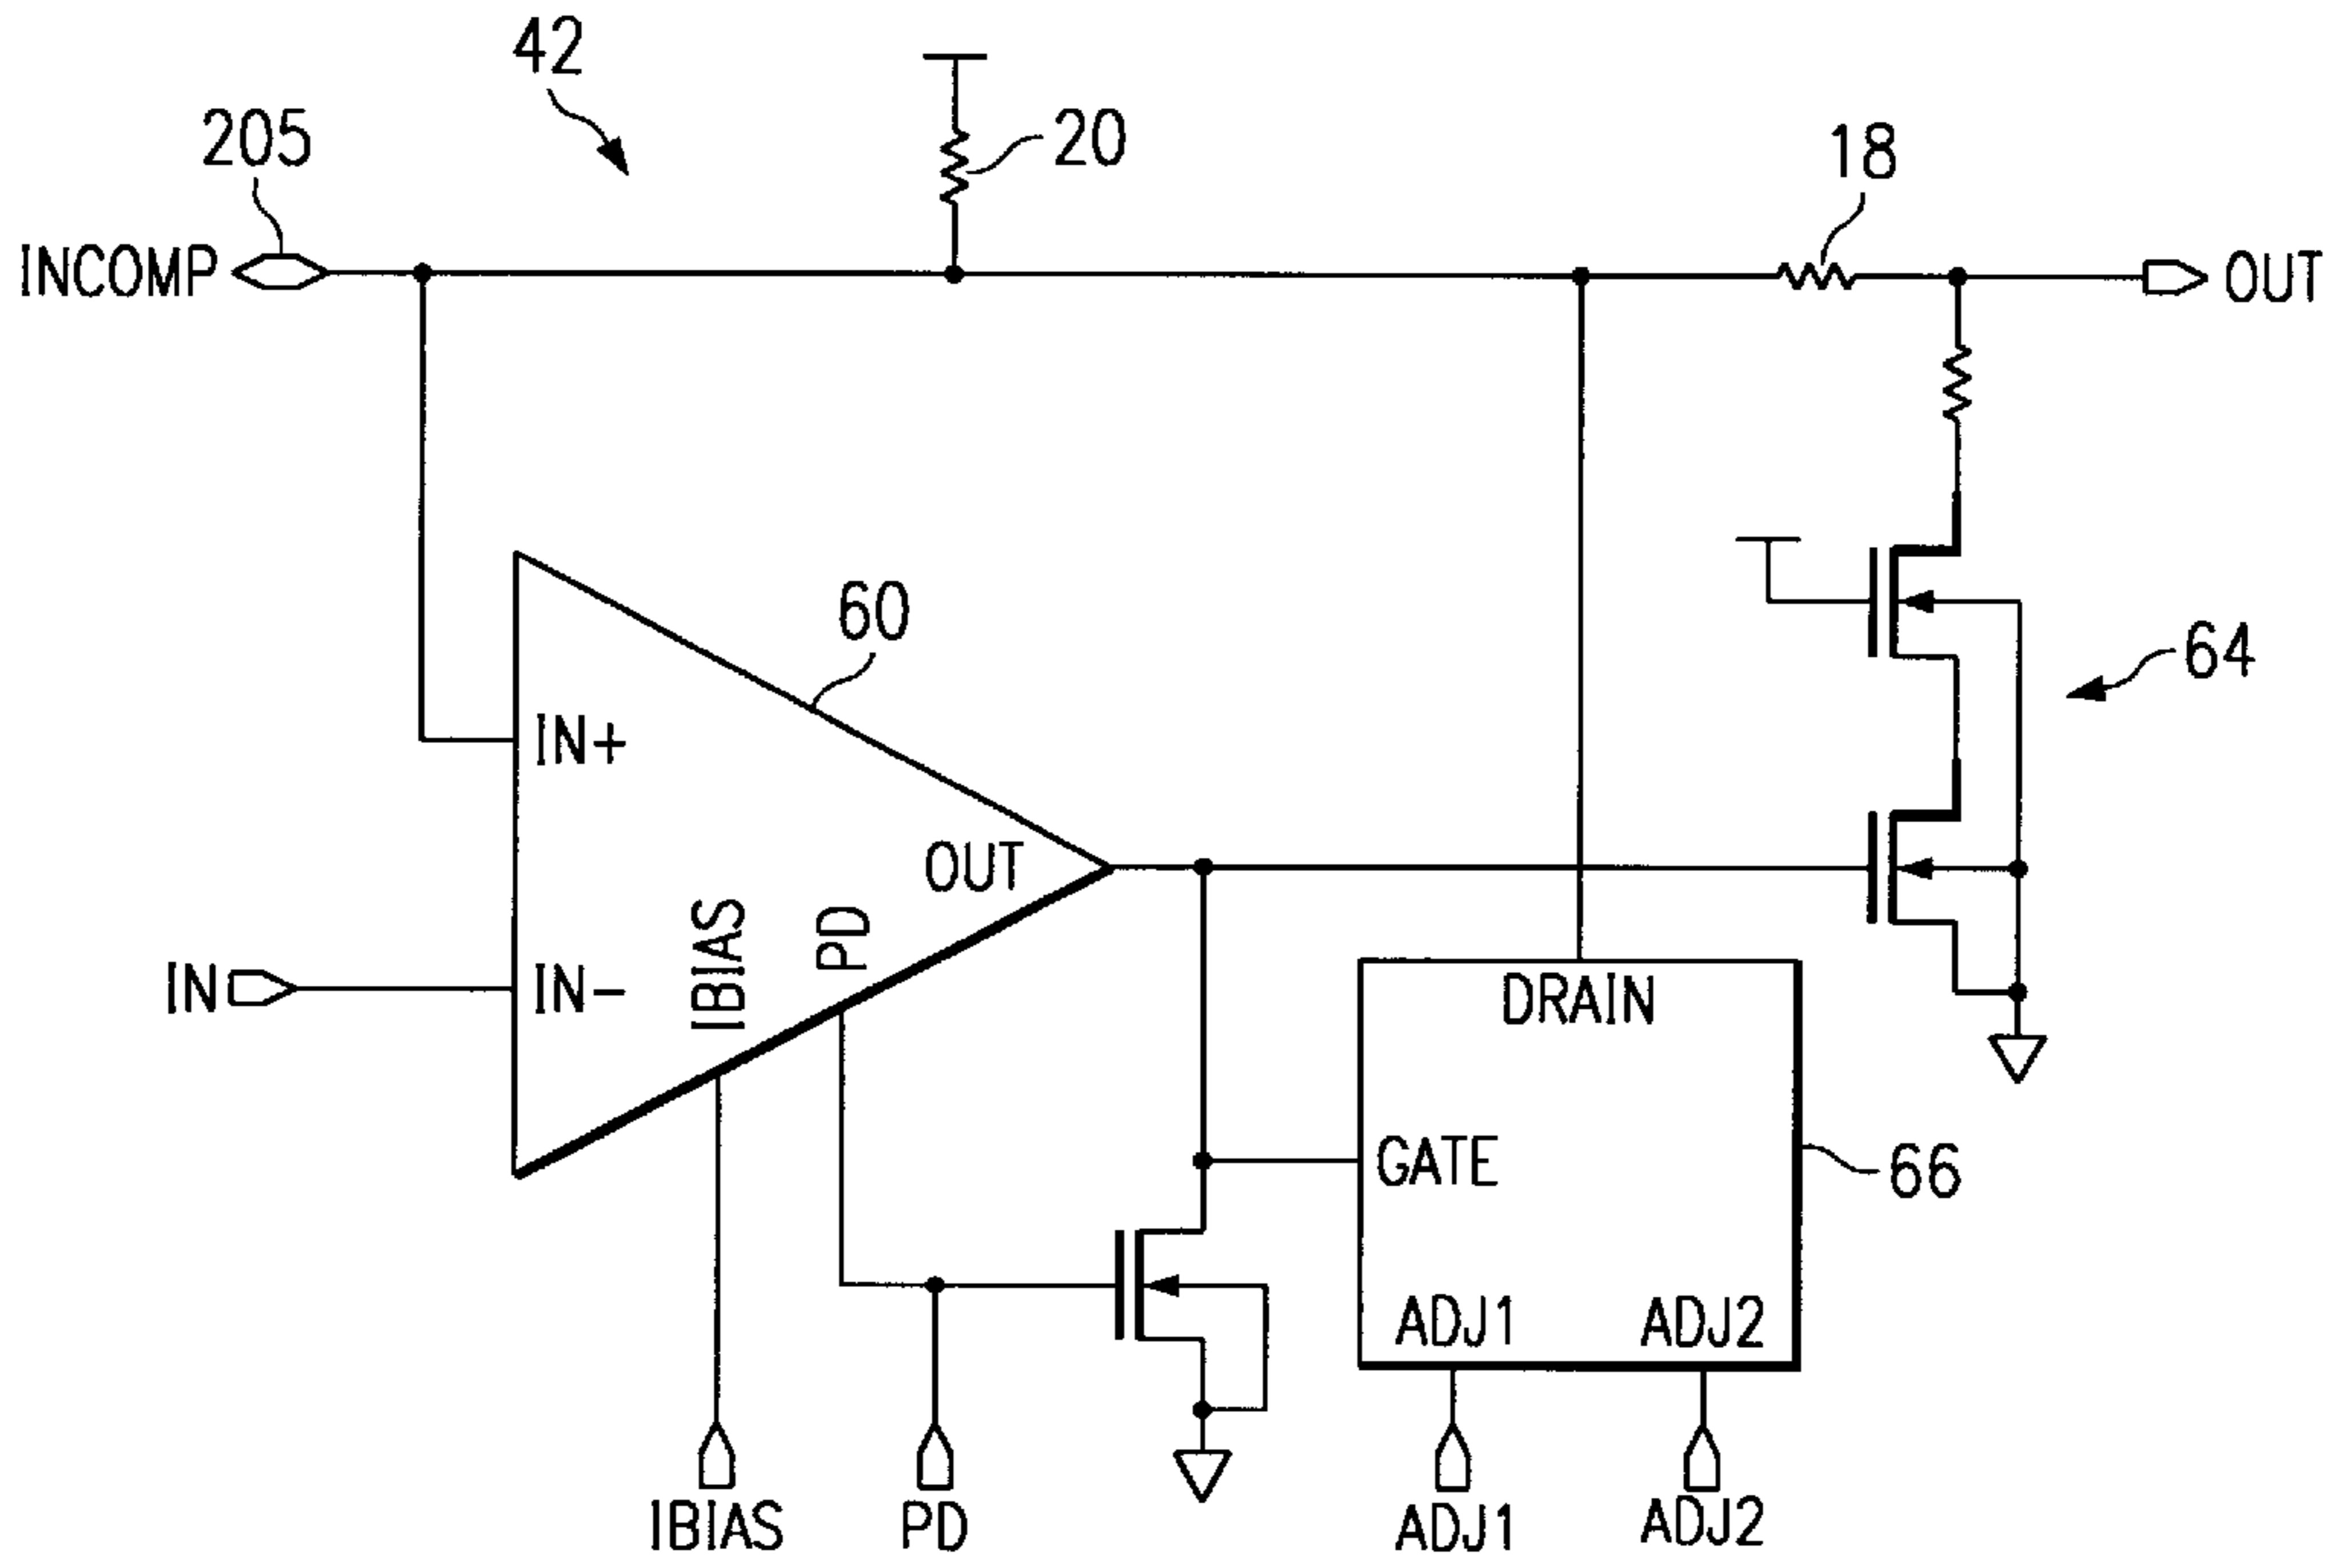 42
205
20
18
INCOMP
OUT
60
64
IN+
OUT
IBIAS
PD
IN
IN-
DRAIN
GATE
66
ADJ1
ADJ2
IBIAS
PD
ADJ1
ADJ2